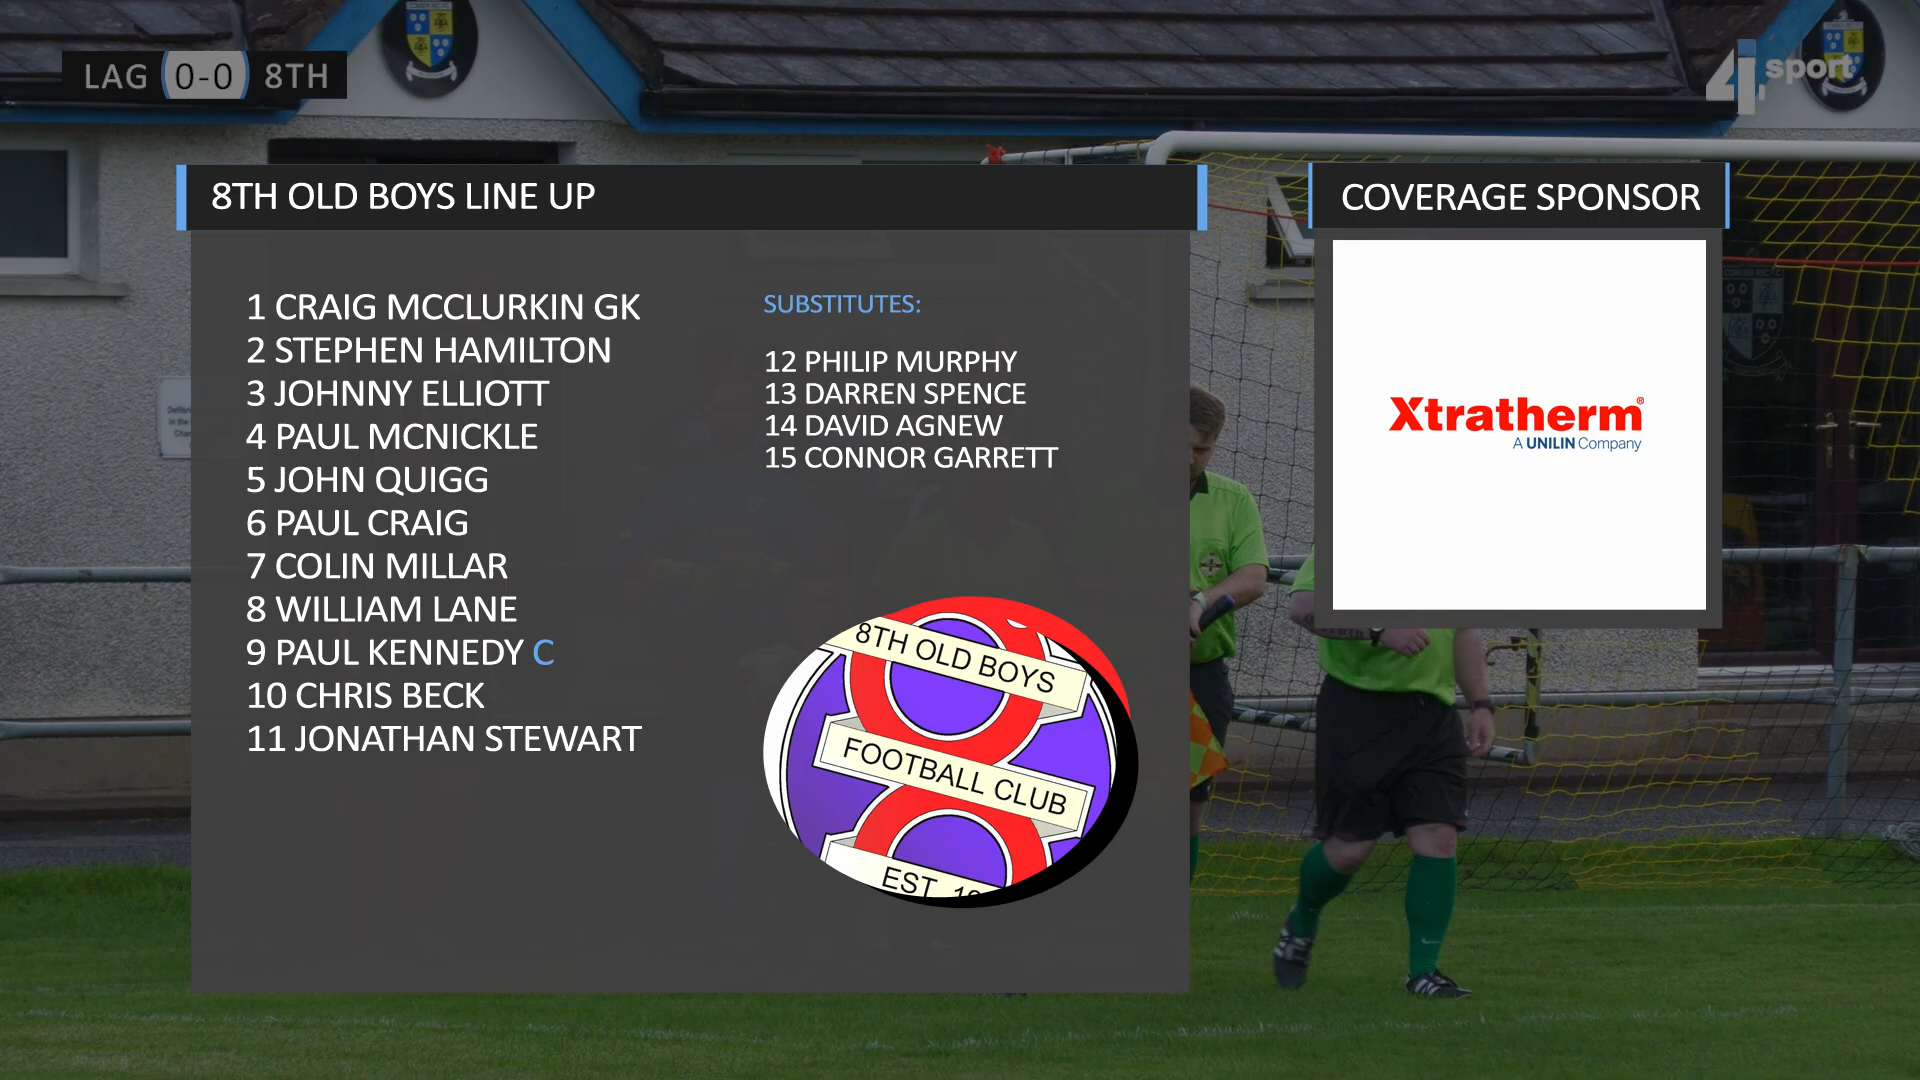 LAG 0-0 8TH
4 sport
8TH OLD BOYS LINE UP
1 CRAIG MCCLURKIN GK
2 STEPHEN HAMILTON
3 JOHNNY ELLIOTT
4 PAUL MCNICKLE
5 JOHN QUIGG
6 PAUL CRAIG
7 COLIN MILLAR
8 WILLIAM LANE
9 PAUL KENNEDY C
10 CHRIS BECK
11 JONATHAN STEWART
SUBSTITUTES:
12 PHILIP MURPHY
13 DARREN SPENCE
14 DAVID AGNEW
15 CONNOR GARRETT
8TH OLD BOYS
FOOTBALL CLUB
EST.
COVERAGE SPONSOR
Xtratherm®
A UNILIN Company